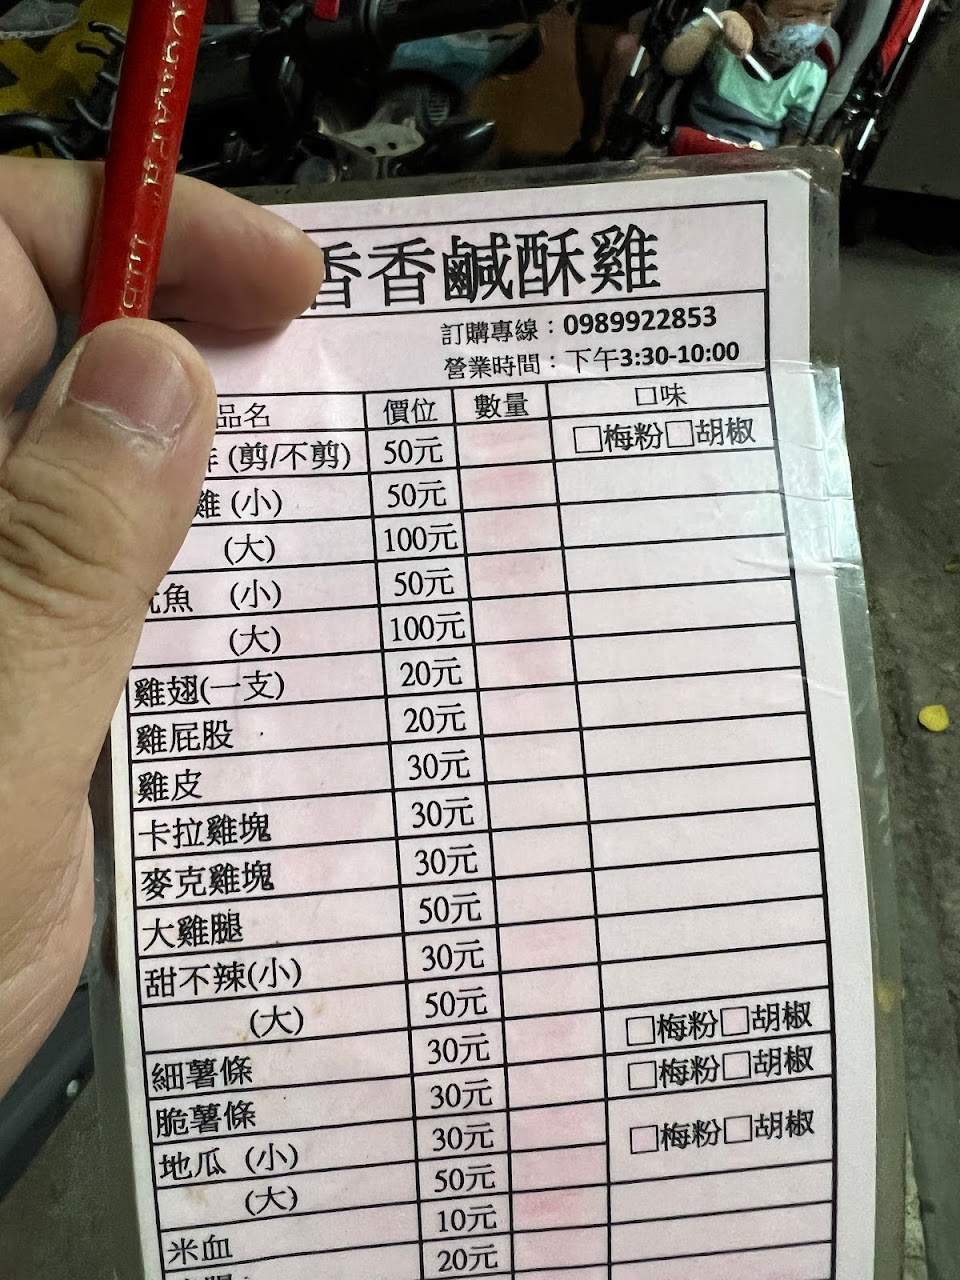 香香鹹酥雞
訂購專線：0989922853
營業時間：下午3:30-10:00
品名 價位 數量 口味
(剪/不剪) 50元 □梅粉□胡椒
雞 (小) 50元
(大) 100元
魚 (小) 50元
(大) 100元
雞翅(一支) 20元
雞屁股 20元
雞皮 30元
卡拉雞塊 30元
麥克雞塊 30元
大雞腿 50元
甜不辣(小) 30元
(大) 50元
細薯條 30元 □梅粉□胡椒
脆薯條 30元 □梅粉□胡椒
地瓜 (小) 30元 □梅粉□胡椒
(大) 50元
米血 10元
20元